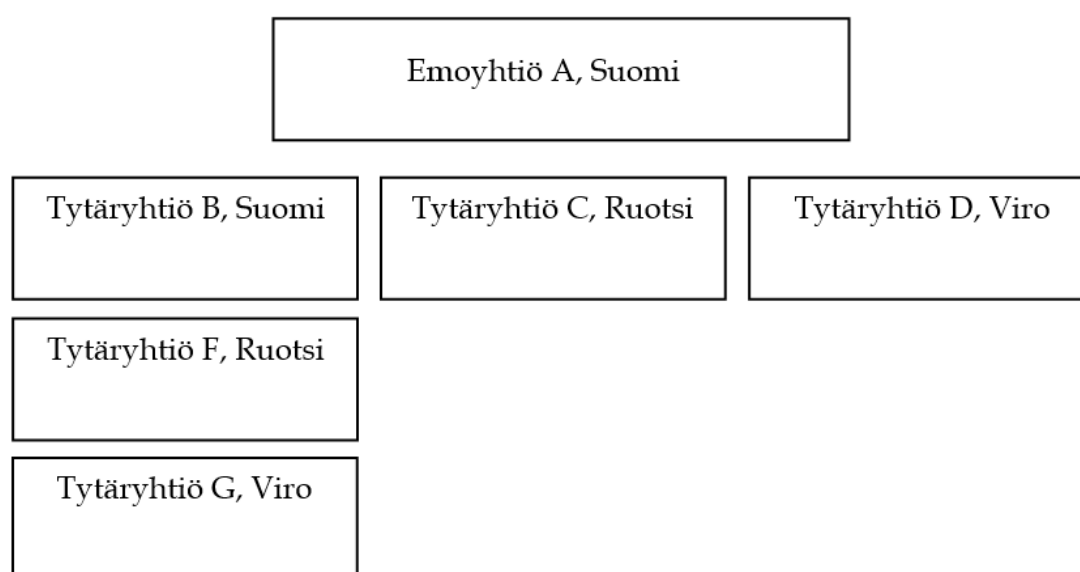 Emoyhtiö A, Suomi
Tytäryhtiö B, Suomi
Tytäryhtiö C, Ruotsi
Tytäryhtiö D, Viro
Tytäryhtiö F, Ruotsi
Tytäryhtiö G, Viro